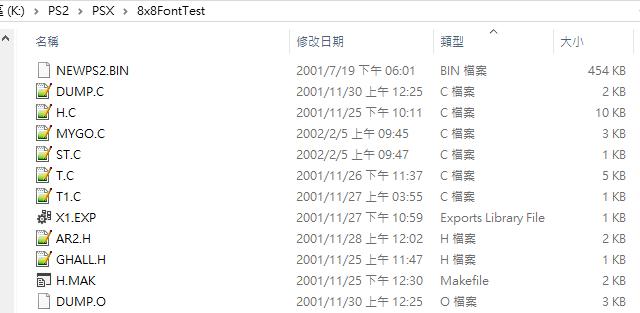 (K:) > PS2 > PSX > 8x8FontTest
名稱 修改日期 類型 大小
NEWPS2.BIN 2001/7/19 下午 06:01 BIN 檔案 454 KB
DUMP.C 2001/11/30 上午 12:25 C 檔案 2 KB
H.C 2001/11/25 下午 10:11 C 檔案 10 KB
MYGO.C 2002/2/5 上午 09:45 C 檔案 3 KB
ST.C 2002/2/5 上午 09:47 C 檔案 1 KB
T.C 2001/11/26 下午 11:37 C 檔案 5 KB
T1.C 2001/11/27 上午 03:55 C 檔案 1 KB
X1.EXP 2001/11/27 下午 10:59 Exports Library File 1 KB
AR2.H 2001/11/28 上午 12:02 H 檔案 2 KB
GHALL.H 2001/11/25 上午 11:47 H 檔案 1 KB
H.MAK 2001/11/25 下午 12:30 Makefile 2 KB
DUMP.O 2001/11/30 上午 12:25 O 檔案 3 KB